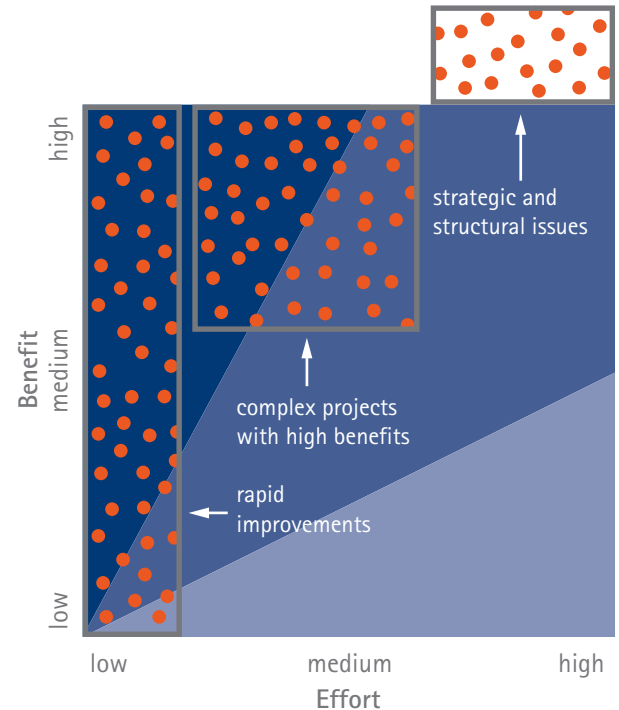 high
strategic and
structural issues
Benefit
medium
complex projects
with high benefits
rapid
improvements
low
low
medium
high
Effort